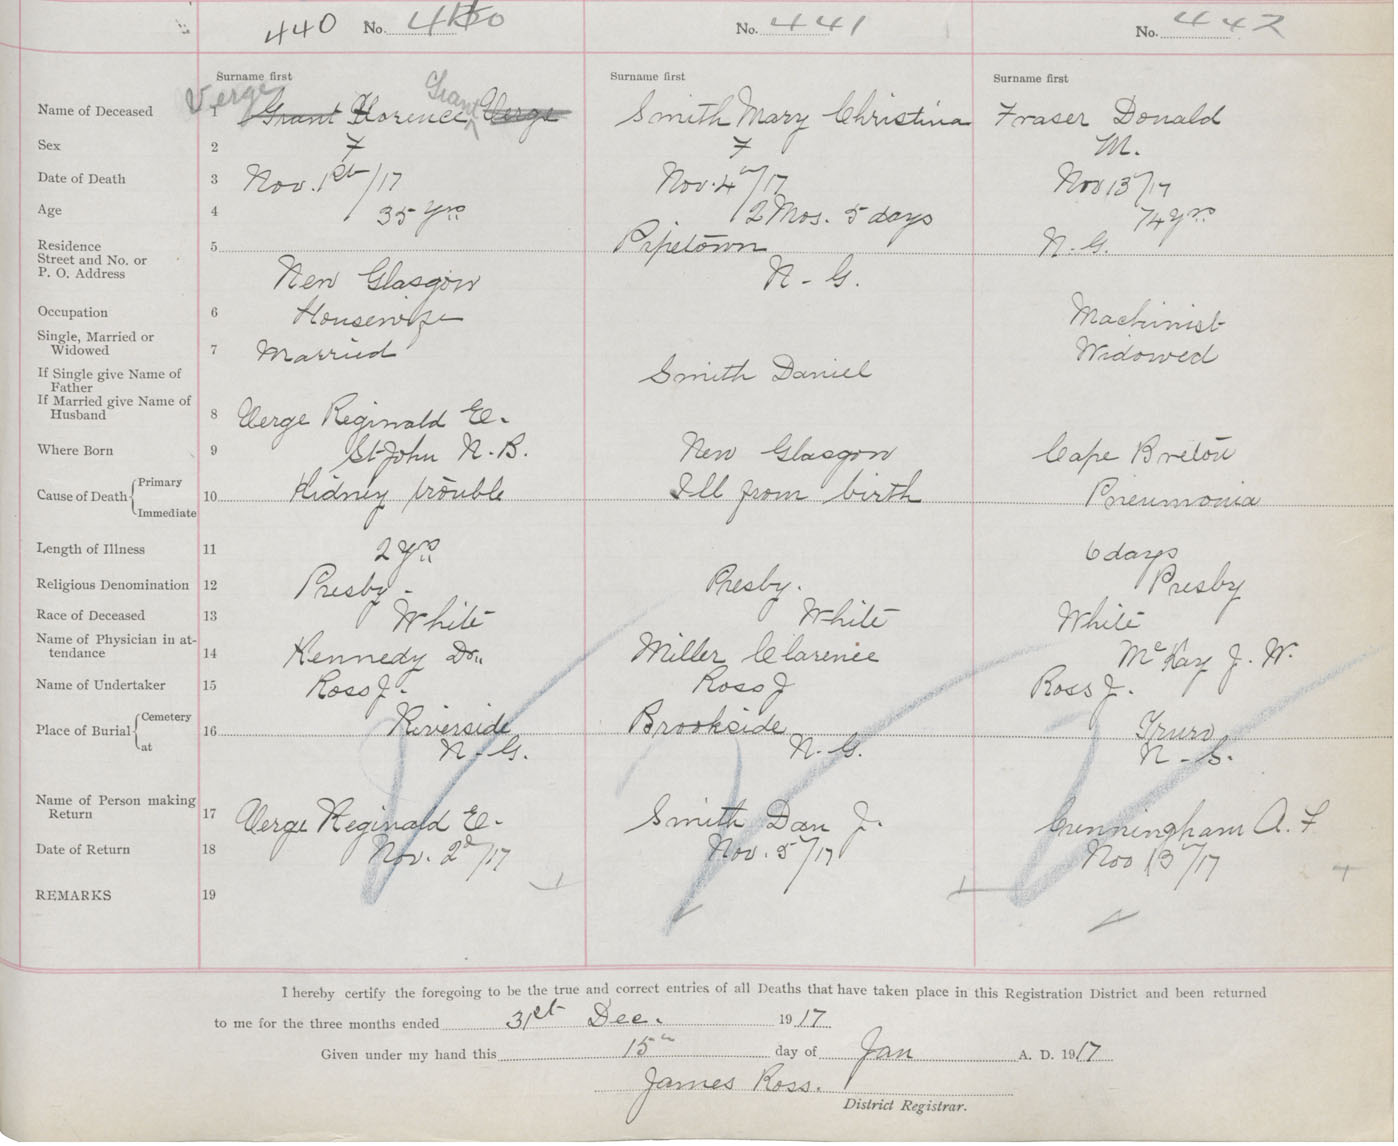 440 No. 440 No. 441 No. 442
Surname first Surname first Surname first
Verge Grant
Name of Deceased 1 Grant Florence Verge Smith Mary Christina Fraser Donald
Sex 2 F F M.
Date of Death 3 Nov. 1st/17 Nov. 4"/17 Nov 13"/17
Age 4 35 Yrs 2 Mos. 5 days 74 yrs
Residence 5 Pipetown N. G.
Street and No. or
P. O. Address New Glasgow N - G.
Occupation 6 Housewife Machinist
Single, Married or
Widowed 7 Married Widowed
If Single give Name of
Father Smith Daniel
If Married give Name of
Husband 8 Verge Reginald E.
Where Born 9 St John N. B. New Glasgow Cape Breton
Primary
Cause of Death 10 Kidney trouble Ill from birth Pneumonia
Immediate
Length of Illness 11 2 yrs 6 days
Religious Denomination 12 Presby. Presby. Presby
Race of Deceased 13 White White White
Name of Physician in at-
tendance 14 Kennedy Dr. Miller Clarence McKay J. W.
Name of Undertaker 15 Ross J. Ross J Ross J.
Cemetery
Place of Burial 16 Riverside Brookside Truro
at N - G. N. G. N - S.
Name of Person making
Return 17 Verge Reginald E. Smith Dan J. Cunningham A. F
Date of Return 18 Nov. 2d/17 Nov. 5"/17 Nov 13"/17
REMARKS 19
I hereby certify the foregoing to be the true and correct entries of all Deaths that have taken place in this Registration District and been returned
to me for the three months ended 31st Dec. 1917
Given under my hand this 15th day of Jan A. D. 1917
James Ross.
District Registrar.